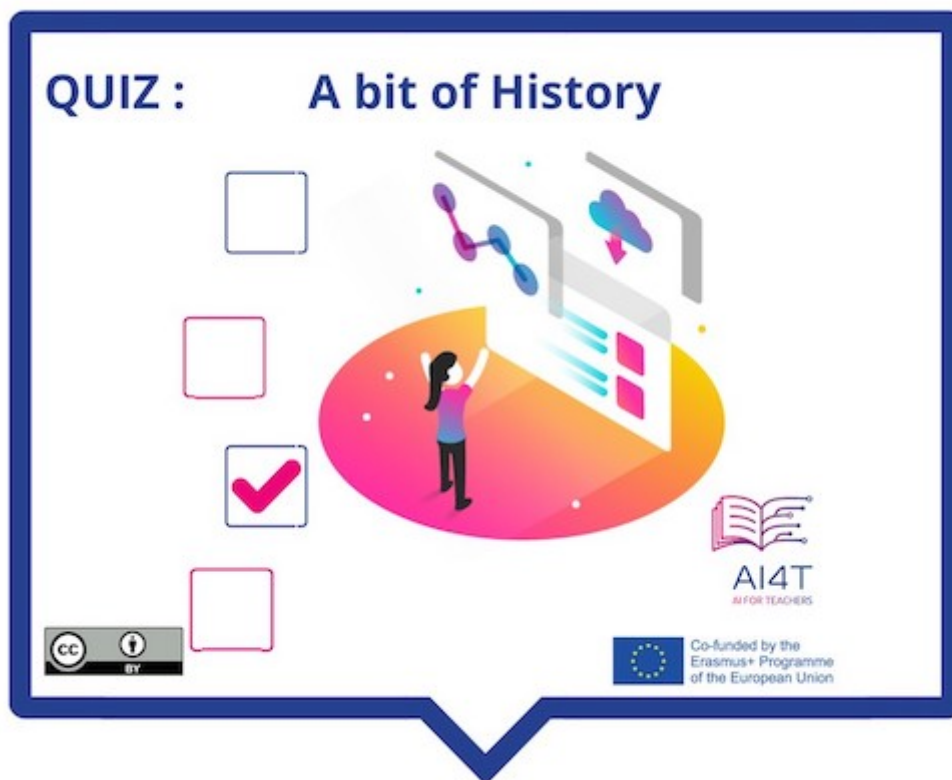 QUIZ : A bit of History
AI4T
AI FOR TEACHERS
CC
BY
Co-funded by the
Erasmus+ Programme
of the European Union